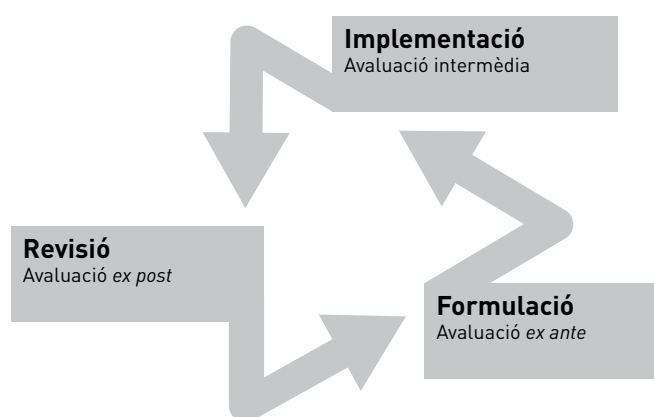 Implementació
Avaluació intermèdia
Revisió
Avaluació ex post
Formulació
Avaluació ex ante